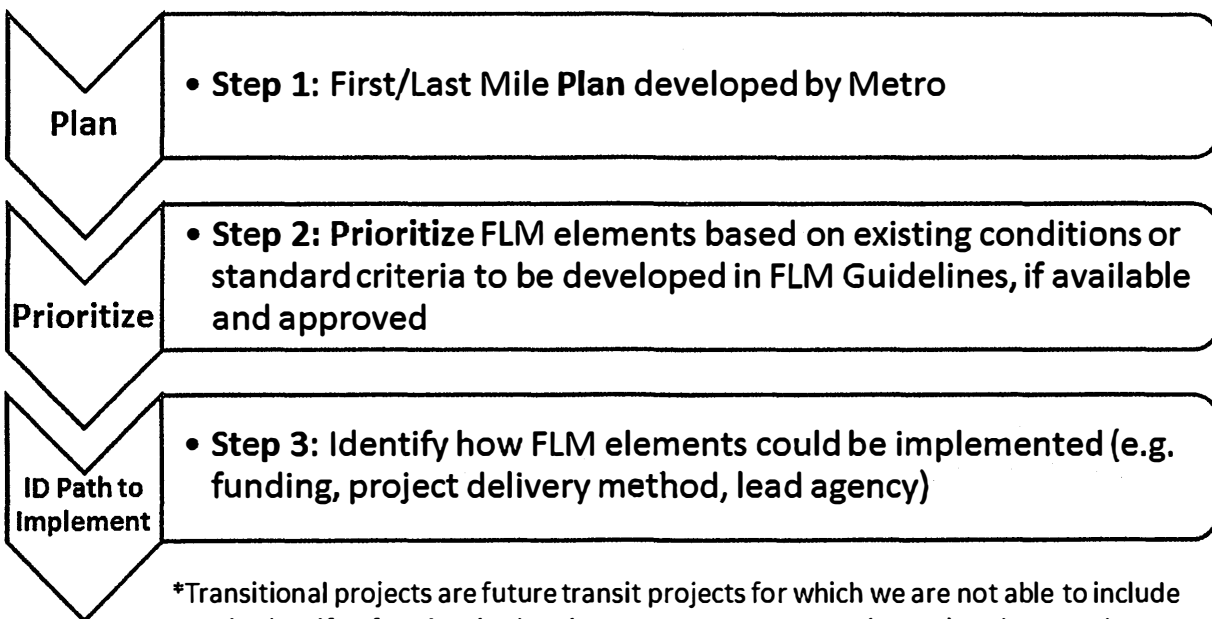 Plan
• Step 1: First/Last Mile Plan developed by Metro
Prioritize
• Step 2: Prioritize FLM elements based on existing conditions or
standard criteria to be developed in FLM Guidelines, if available
and approved
ID Path to
Implement
• Step 3: Identify how FLM elements could be implemented (e.g.
funding, project delivery method, lead agency)
*Transitional projects are future transit projects for which we are not able to include